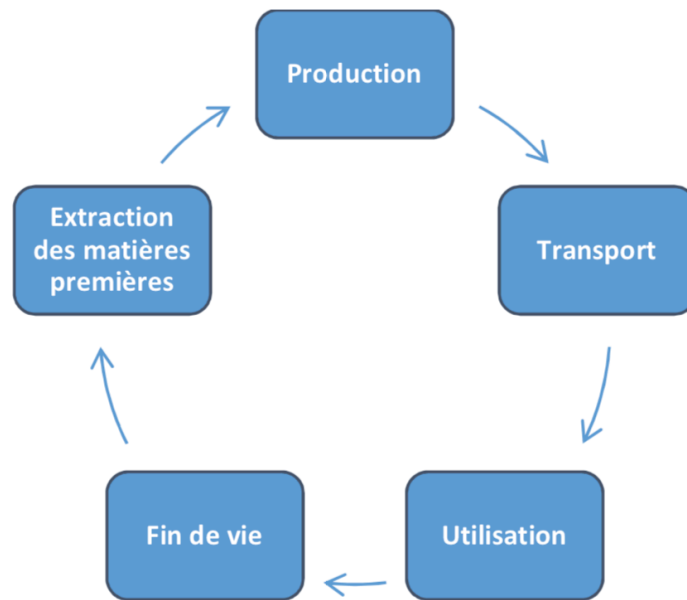 Production
Extraction
des matières
premières
Transport
Fin de vie
Utilisation